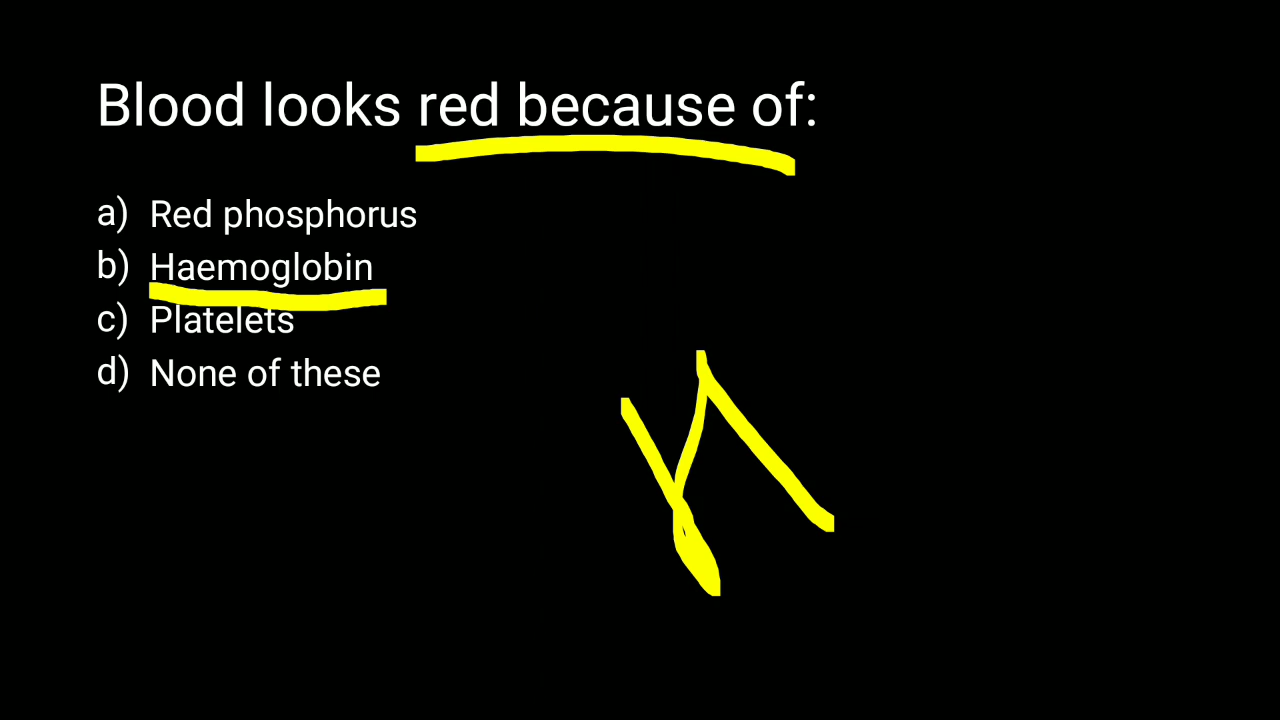 Blood looks red because of:
a) Red phosphorus
b) Haemoglobin
c) Platelets
d) None of these